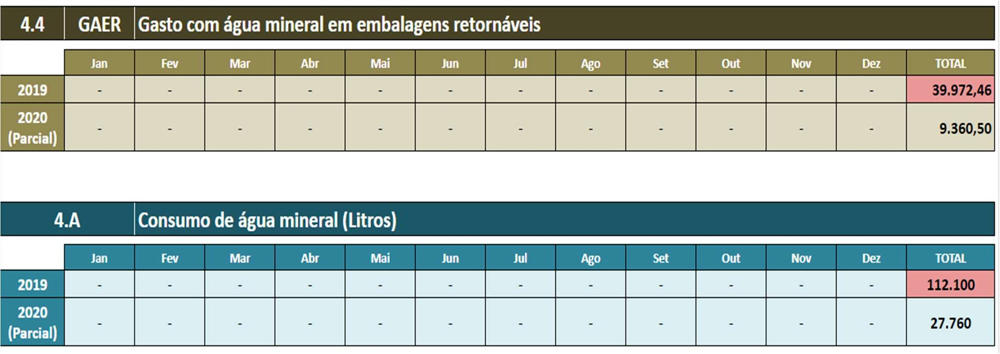 4.4 GAER Gasto com água mineral em embalagens retornáveis
Jan Fev Mar Abr Mai Jun Jul Ago Set Out Nov Dez TOTAL
2019 - - - - - - - - - - - - 39.972,46
2020
(Parcial) - - - - - - - - - - - - 9.360,50
4.A Consumo de água mineral (Litros)
Jan Fev Mar Abr Mai Jun Jul Ago Set Out Nov Dez TOTAL
2019 - - - - - - - - - - - - 112.100
2020
(Parcial) - - - - - - - - - - - - 27.760